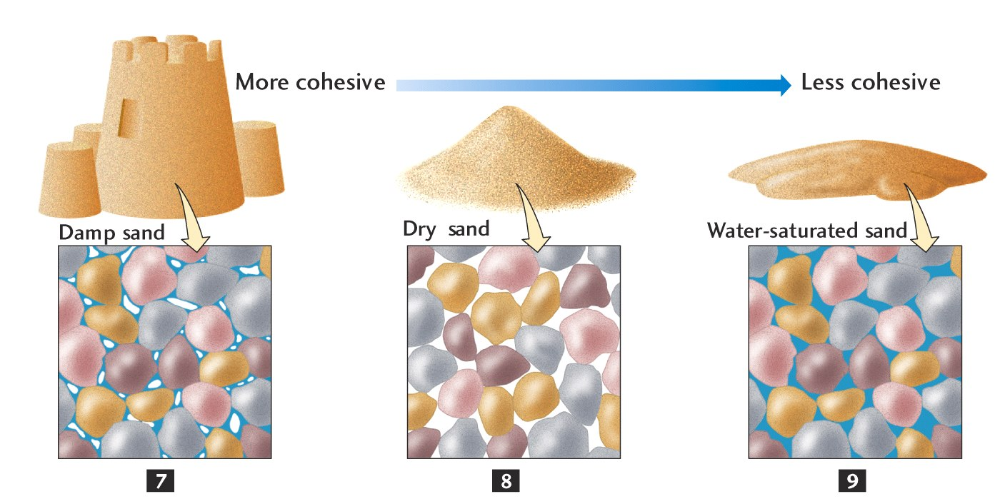 More cohesive
Less cohesive
Damp sand
Dry sand
Water-saturated sand
7
8
9